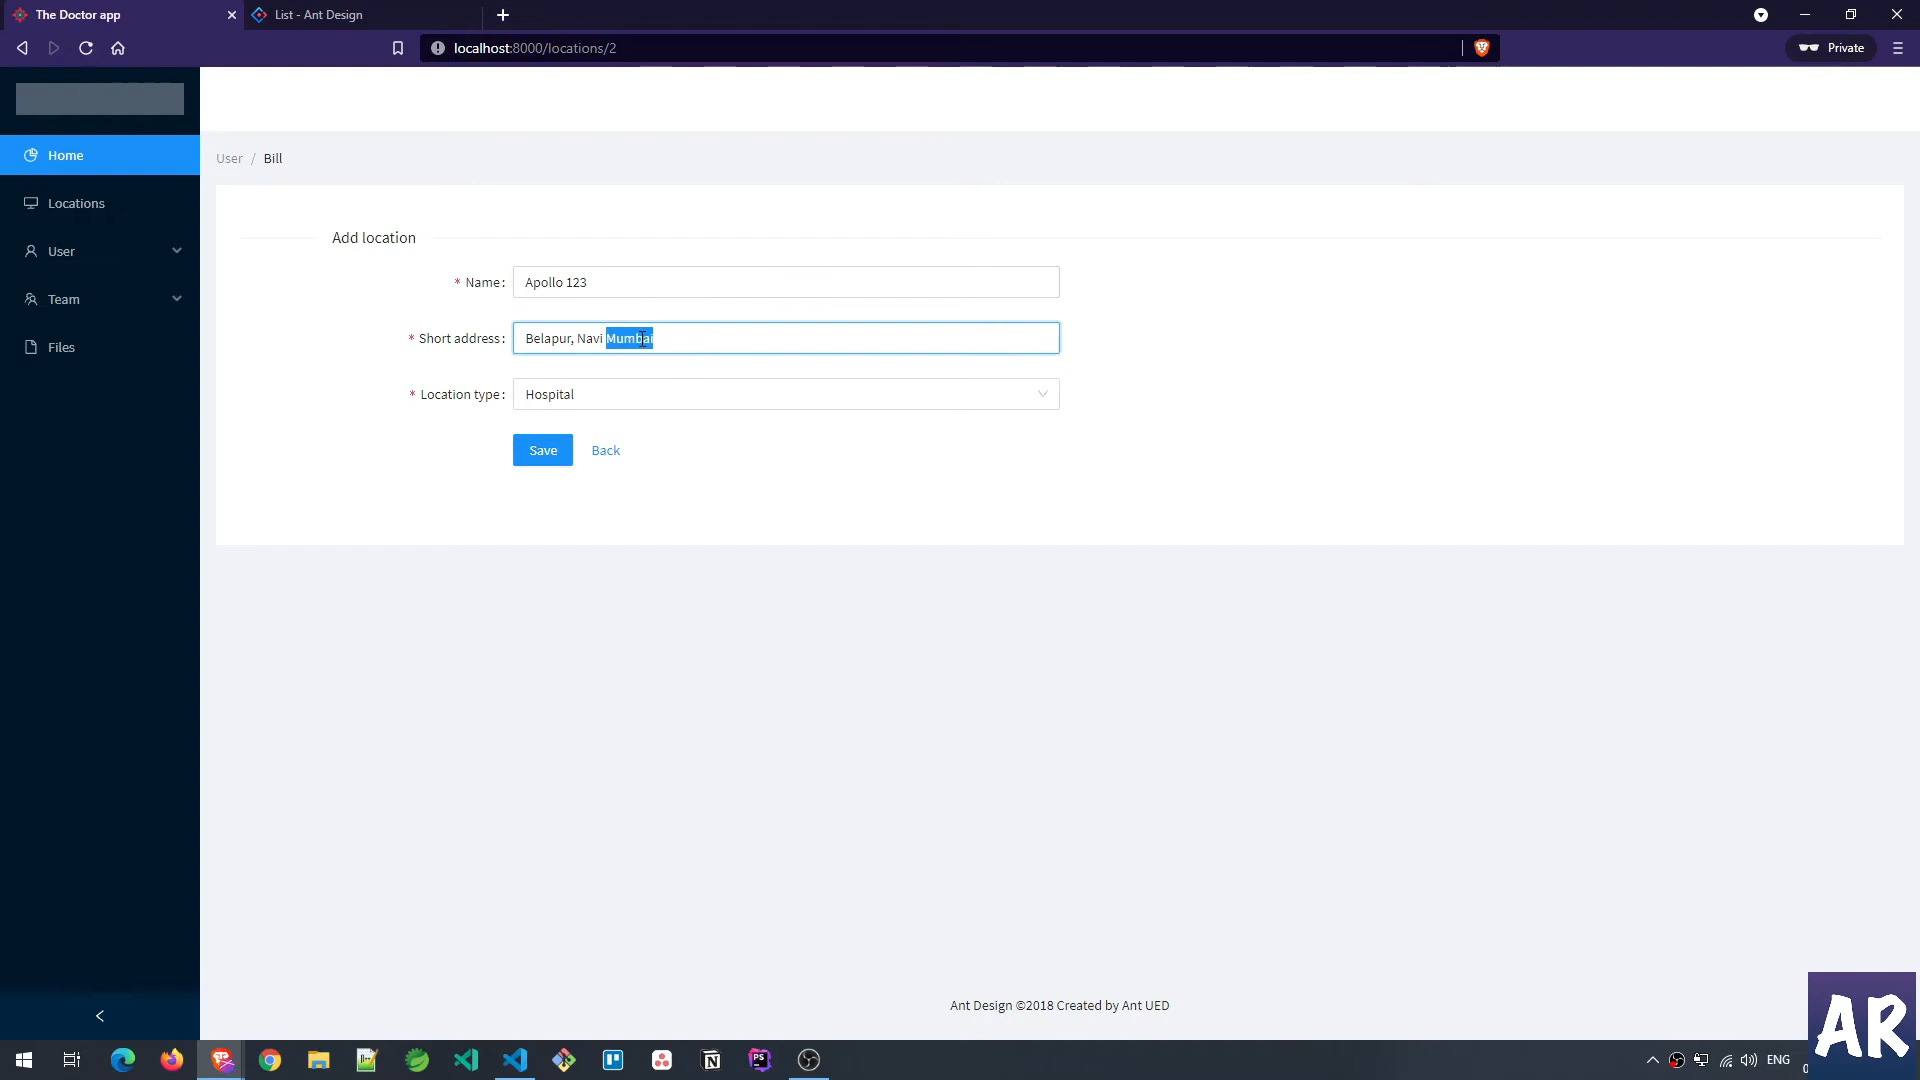 The Doctor app
List - Ant Design
localhost:8000/locations/2
Private
Home
User / Bill
Locations
User
Team
Files
Add location
* Name: Apollo 123
* Short address: Belapur, Navi Mumbai
* Location type: Hospital
Save Back
Ant Design ©2018 Created by Ant UED
AR
ENG